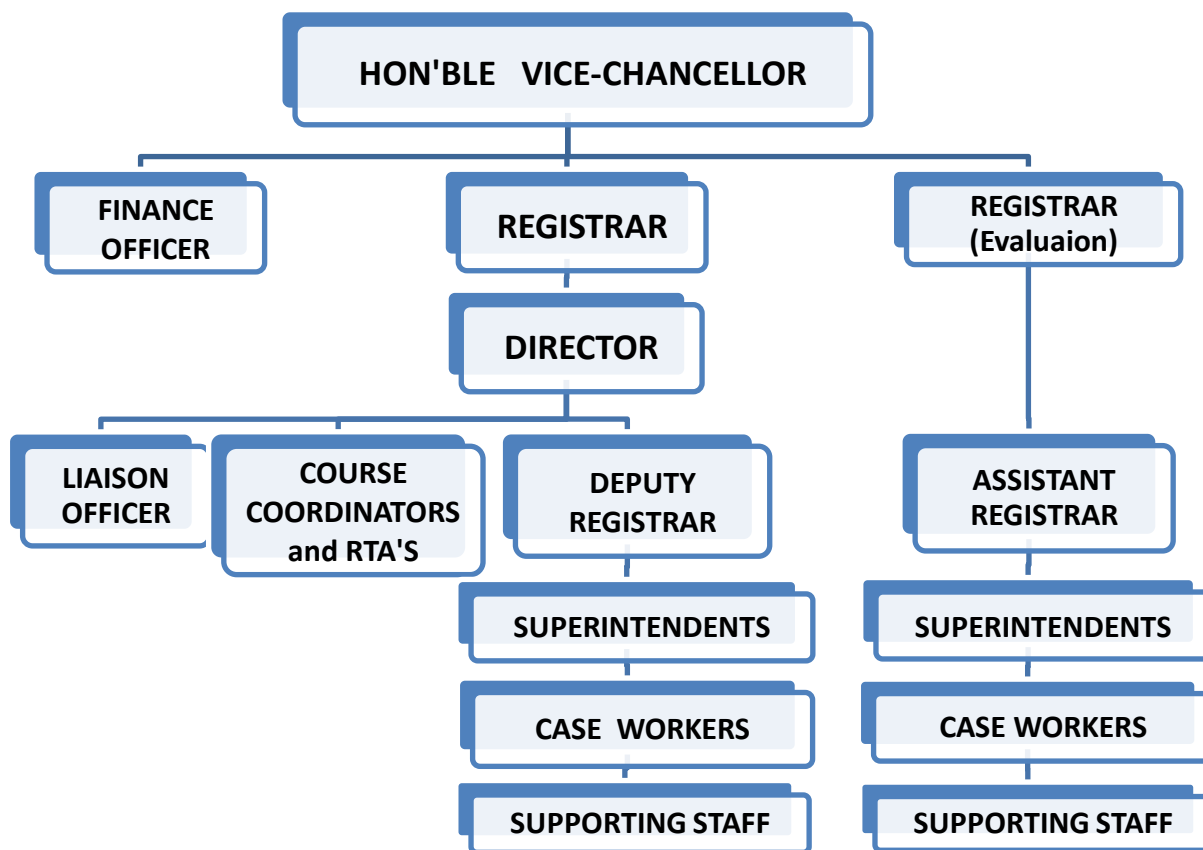 HON'BLE VICE-CHANCELLOR
FINANCE
OFFICER
REGISTRAR
REGISTRAR
(Evaluaion)
DIRECTOR
LIAISON
OFFICER
COURSE
COORDINATORS
and RTA'S
DEPUTY
REGISTRAR
ASSISTANT
REGISTRAR
SUPERINTENDENTS
SUPERINTENDENTS
CASE WORKERS
CASE WORKERS
SUPPORTING STAFF
SUPPORTING STAFF